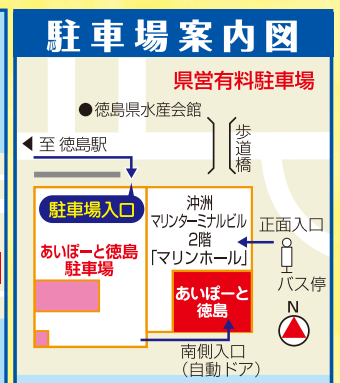 駐車場案内図
県営有料駐車場
●徳島県水産会館
◀至 徳島駅
歩道橋
駐車場入口
沖洲
マリンターミナルビル
2階
「マリンホール」
正面入口
あいぽーと徳島
駐車場
バス停
あいぽーと
徳島
N
南側入口
(自動ドア)